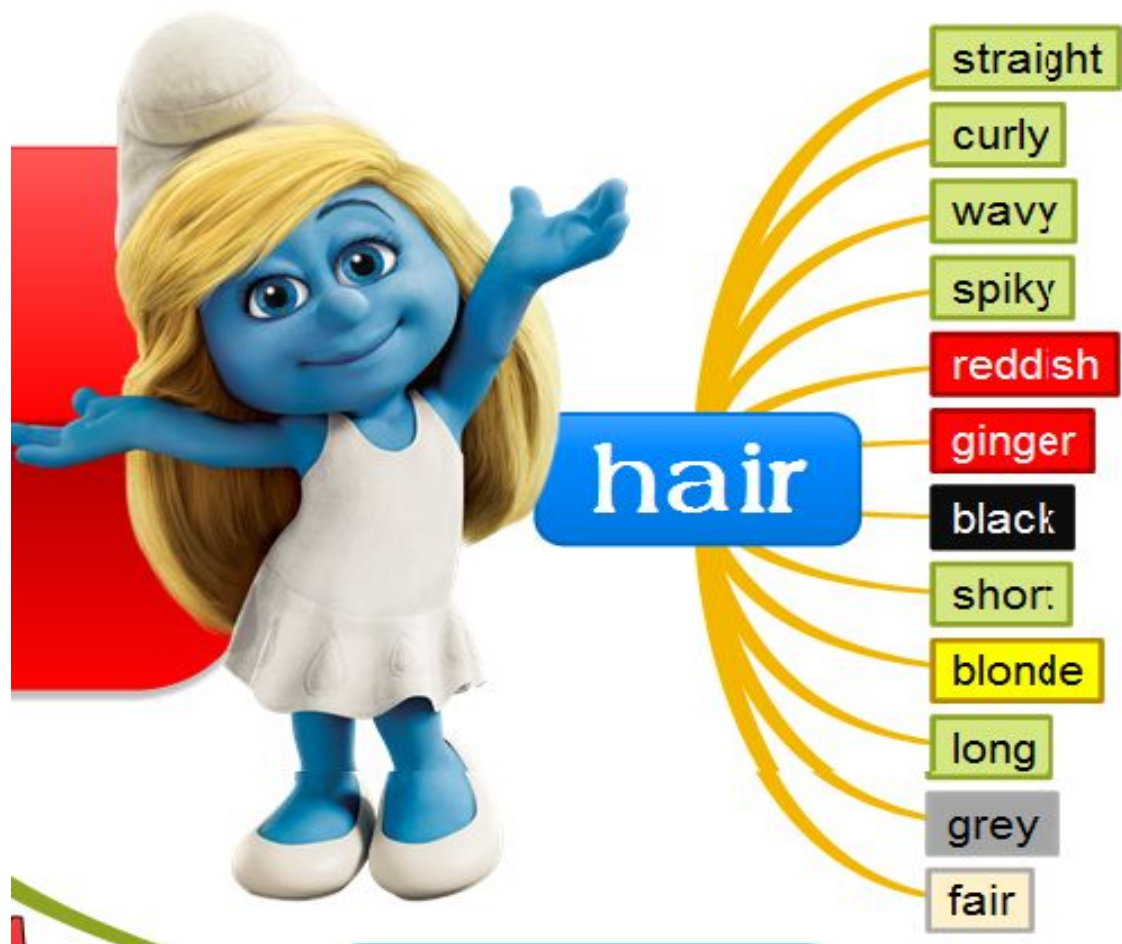 straight
curly
wavy
spiky
reddish
hair
ginger
black
short
blonde
long
grey
fair